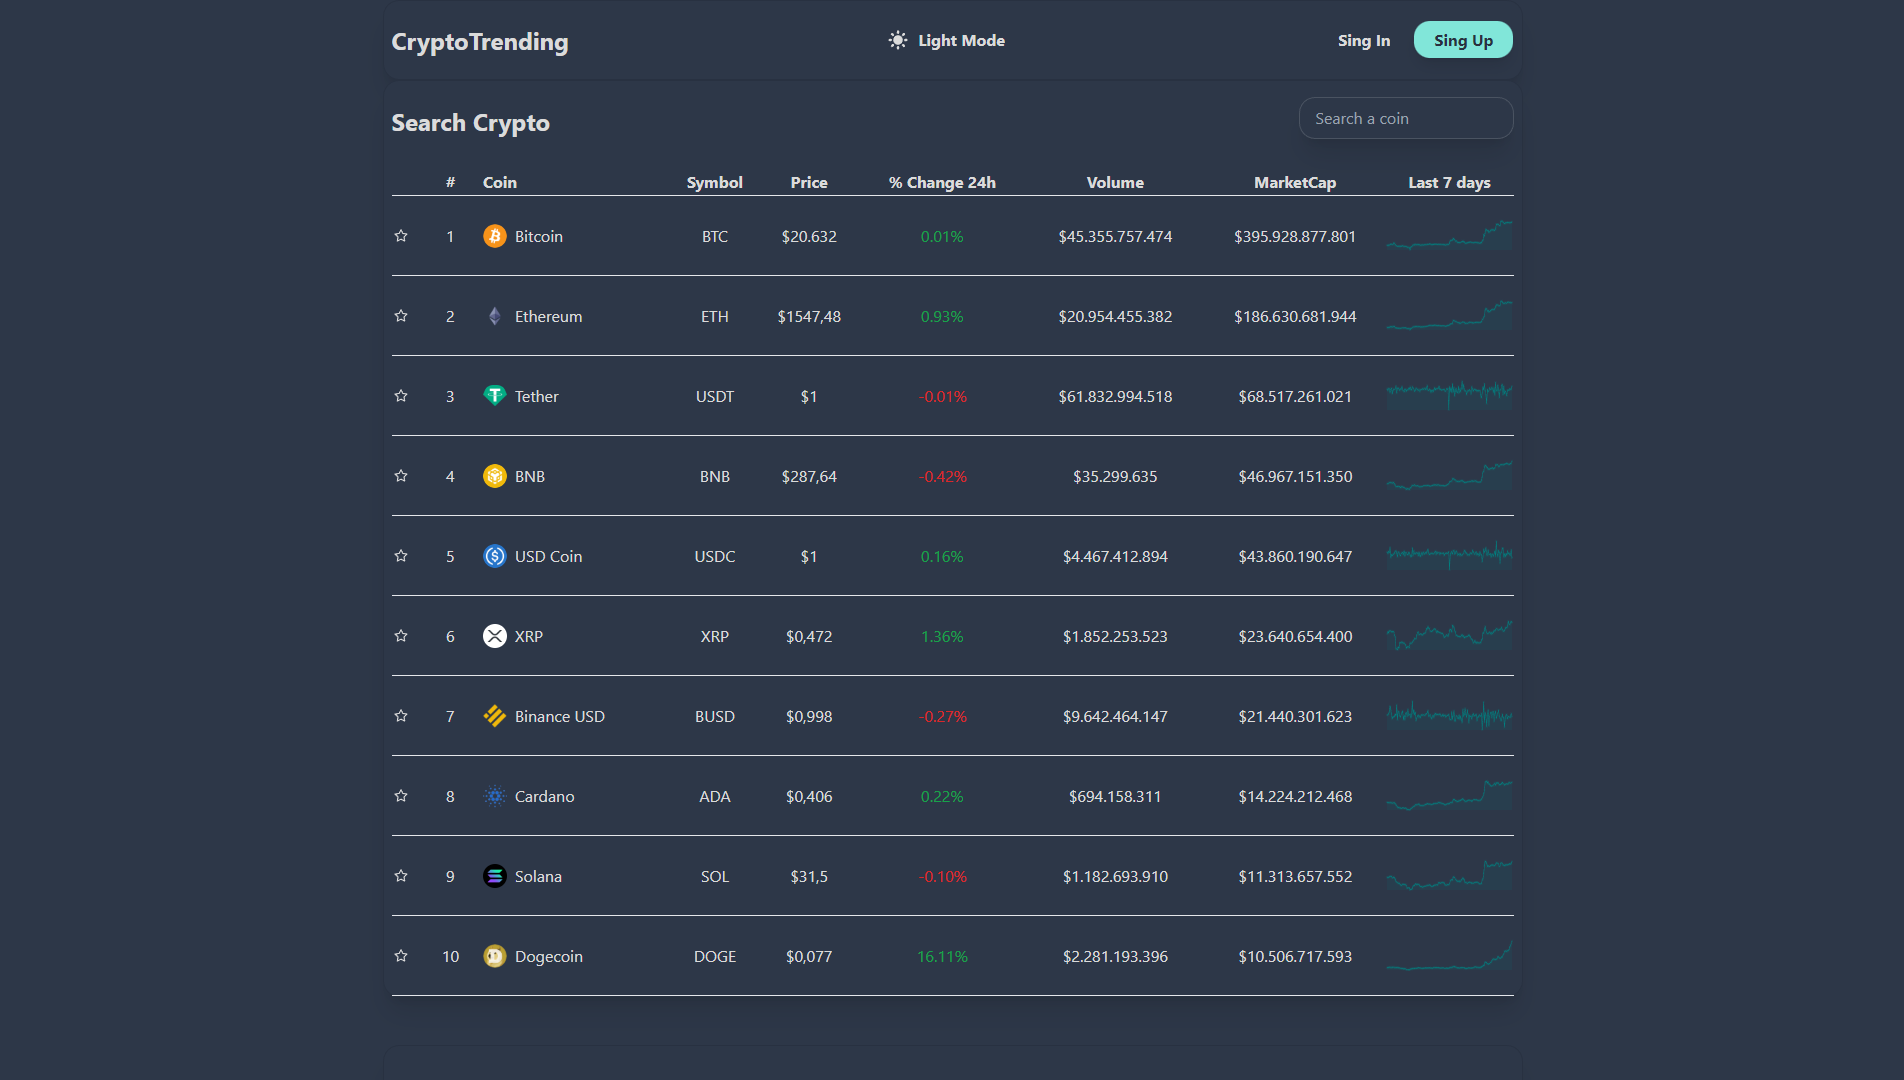 CryptoTrending Light Mode Sing In Sing Up
Search Crypto Search a coin
# Coin Symbol Price % Change 24h Volume MarketCap Last 7 days
1 Bitcoin BTC $20.632 0.01% $45.355.757.474 $395.928.877.801
2 Ethereum ETH $1547,48 0.93% $20.954.455.382 $186.630.681.944
3 Tether USDT $1 -0.01% $61.832.994.518 $68.517.261.021
4 BNB BNB $287,64 -0.42% $35.299.635 $46.967.151.350
5 USD Coin USDC $1 0.16% $4.467.412.894 $43.860.190.647
6 XRP XRP $0,472 1.36% $1.852.253.523 $23.640.654.400
7 Binance USD BUSD $0,998 -0.27% $9.642.464.147 $21.440.301.623
8 Cardano ADA $0,406 0.22% $694.158.311 $14.224.212.468
9 Solana SOL $31,5 -0.10% $1.182.693.910 $11.313.657.552
10 Dogecoin DOGE $0,077 16.11% $2.281.193.396 $10.506.717.593